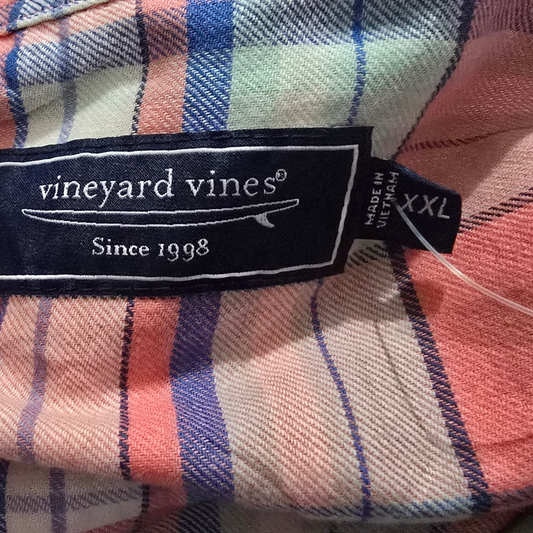 vineyard vines®
Since 1998
MADE IN
VIETNAM
XXL